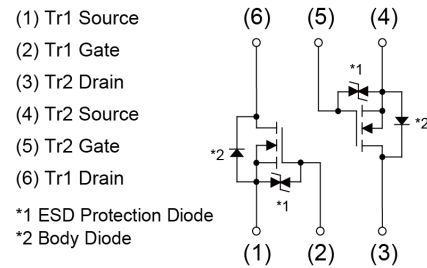 (1) Tr1 Source
(2) Tr1 Gate
(3) Tr2 Drain
(4) Tr2 Source
(5) Tr2 Gate
(6) Tr1 Drain
*1 ESD Protection Diode
*2 Body Diode
(6) (5) (4)
*1
*2
*2
*1
(1) (2) (3)